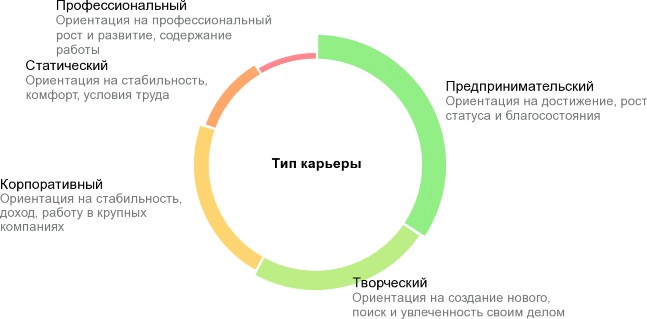 Профессиональный
Ориентация на профессиональный
рост и развитие, содержание
работы
Статический
Ориентация на стабильность,
комфорт, условия труда
Предпринимательский
Ориентация на достижение, рост
статуса и благосостояния
Тип карьеры
Корпоративный
Ориентация на стабильность,
доход, работу в крупных
компаниях
Творческий
Ориентация на создание нового,
поиск и увлеченность своим делом